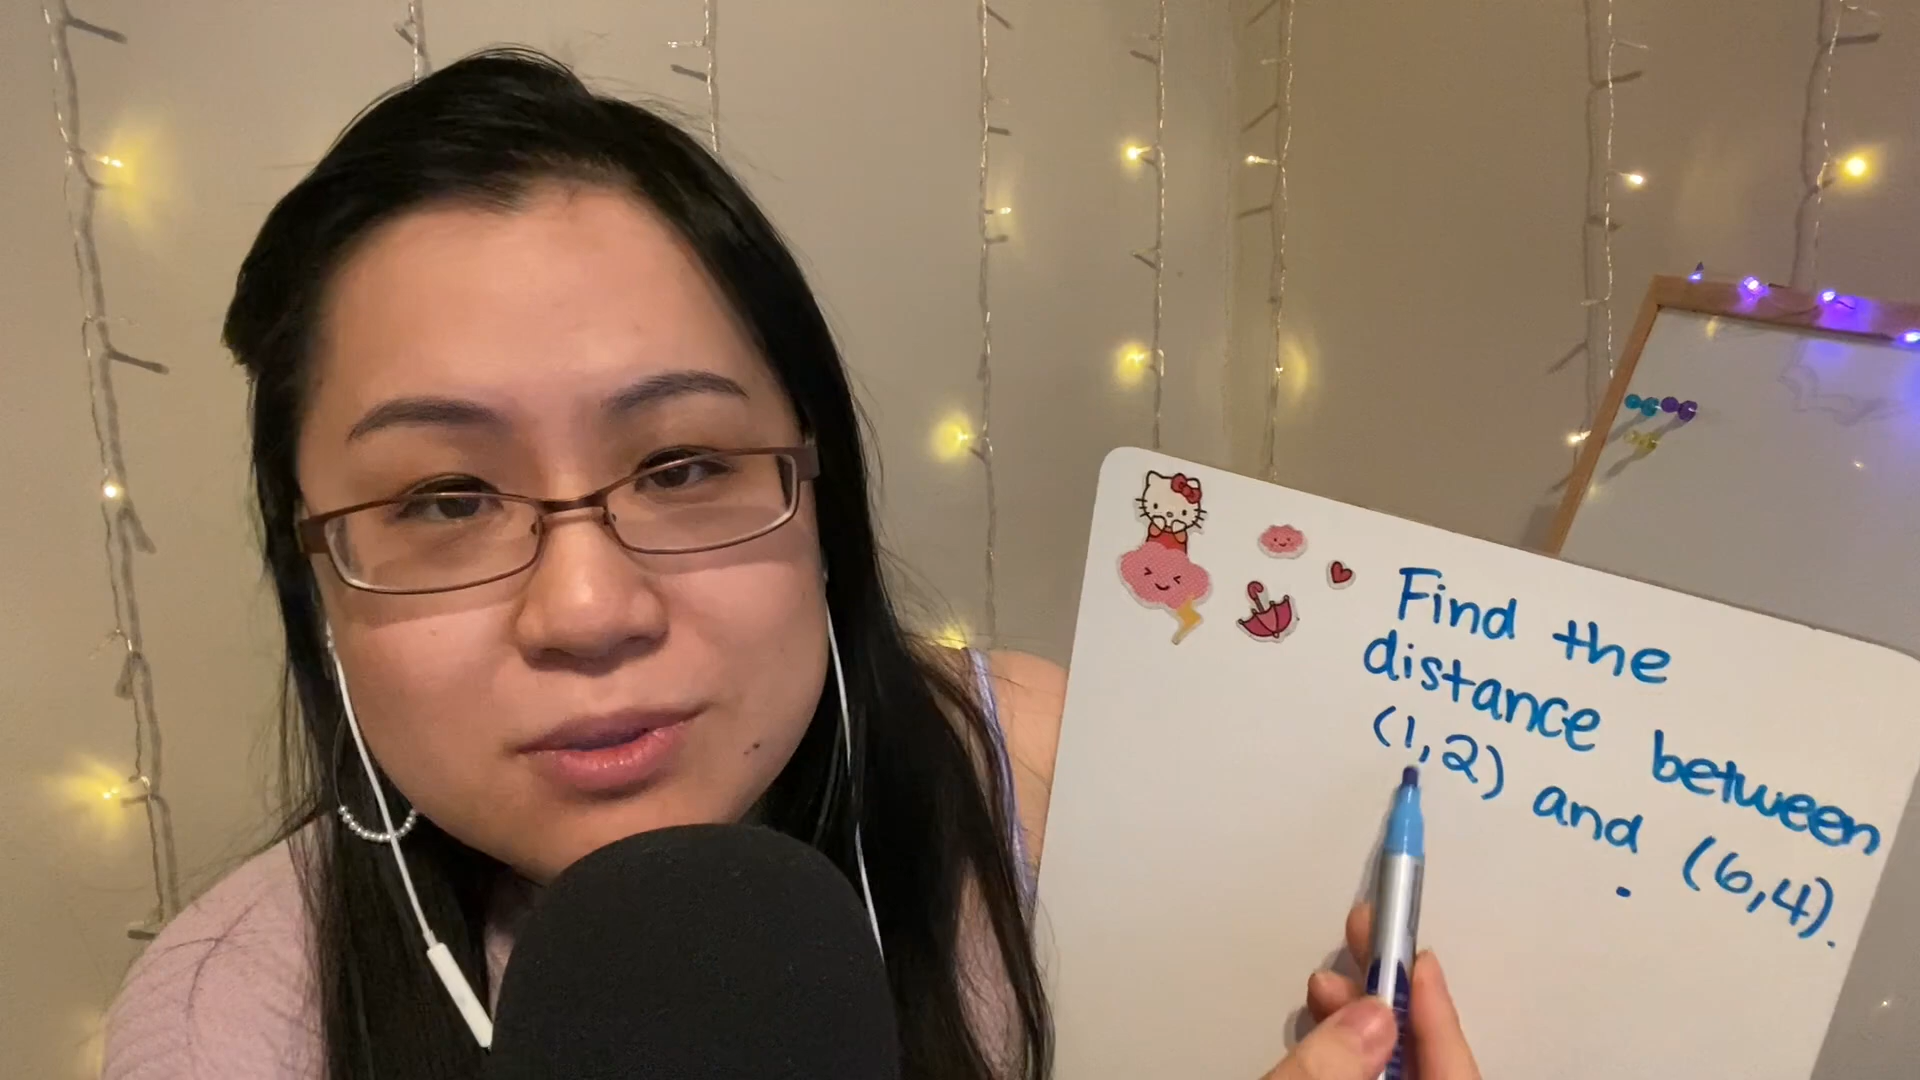 Find the
distance between
(1,2) and (6,4).